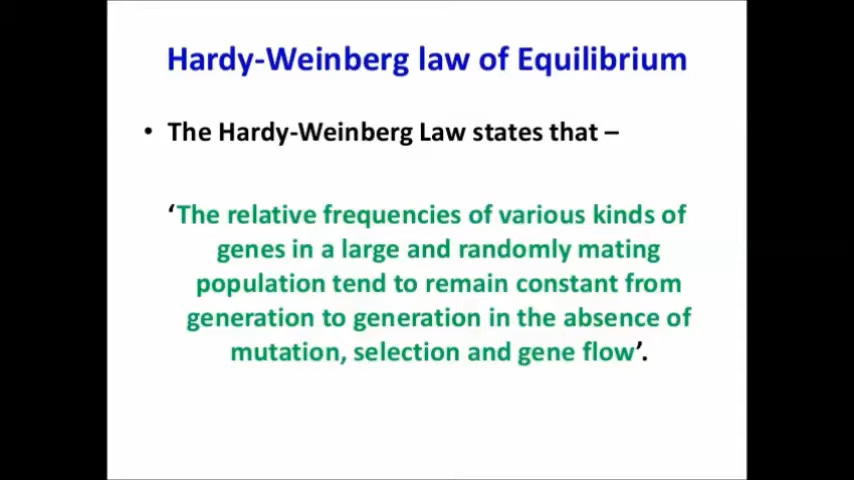 Hardy-Weinberg law of Equilibrium
• The Hardy-Weinberg Law states that –
‘The relative frequencies of various kinds of
genes in a large and randomly mating
population tend to remain constant from
generation to generation in the absence of
mutation, selection and gene flow’.